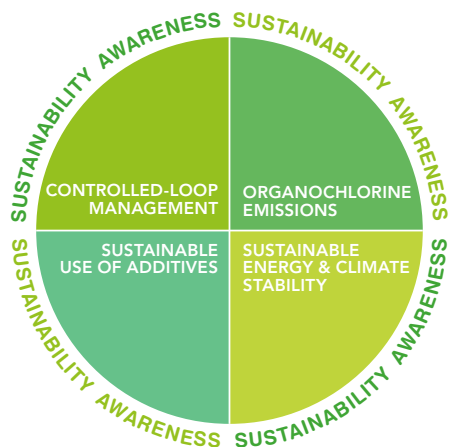 SUSTAINABILITY AWARENESS
SUSTAINABILITY AWARENESS
CONTROLLED-LOOP
MANAGEMENT
ORGANOCHLORINE
EMISSIONS
SUSTAINABLE
USE OF ADDITIVES
SUSTAINABLE
ENERGY & CLIMATE
STABILITY
SUSTAINABILITY AWARENESS
SUSTAINABILITY AWARENESS